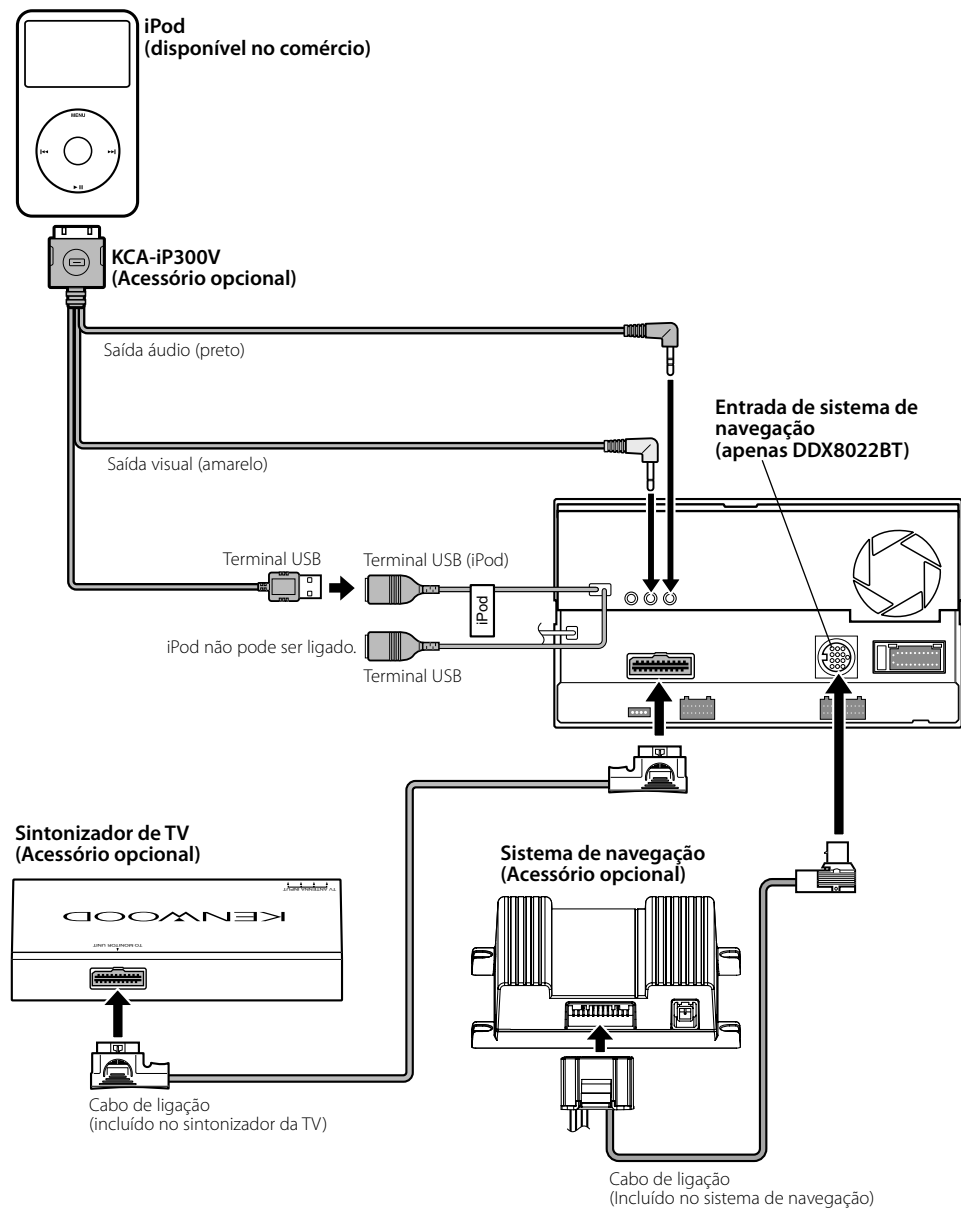 iPod
(disponível no comércio)
MENU
KCA-iP300V
(Acessório opcional)
Saída áudio (preto)
Entrada de sistema de
navegação
(apenas DDX8022BT)
Saída visual (amarelo)
Terminal USB
Terminal USB (iPod)
iPod
iPod não pode ser ligado.
Terminal USB
Sintonizador de TV
(Acessório opcional)
TV ANTENNA INPUT
KENWOOD
TO MONITOR UNIT
Sistema de navegação
(Acessório opcional)
Cabo de ligação
(incluído no sintonizador da TV)
Cabo de ligação
(Incluído no sistema de navegação)